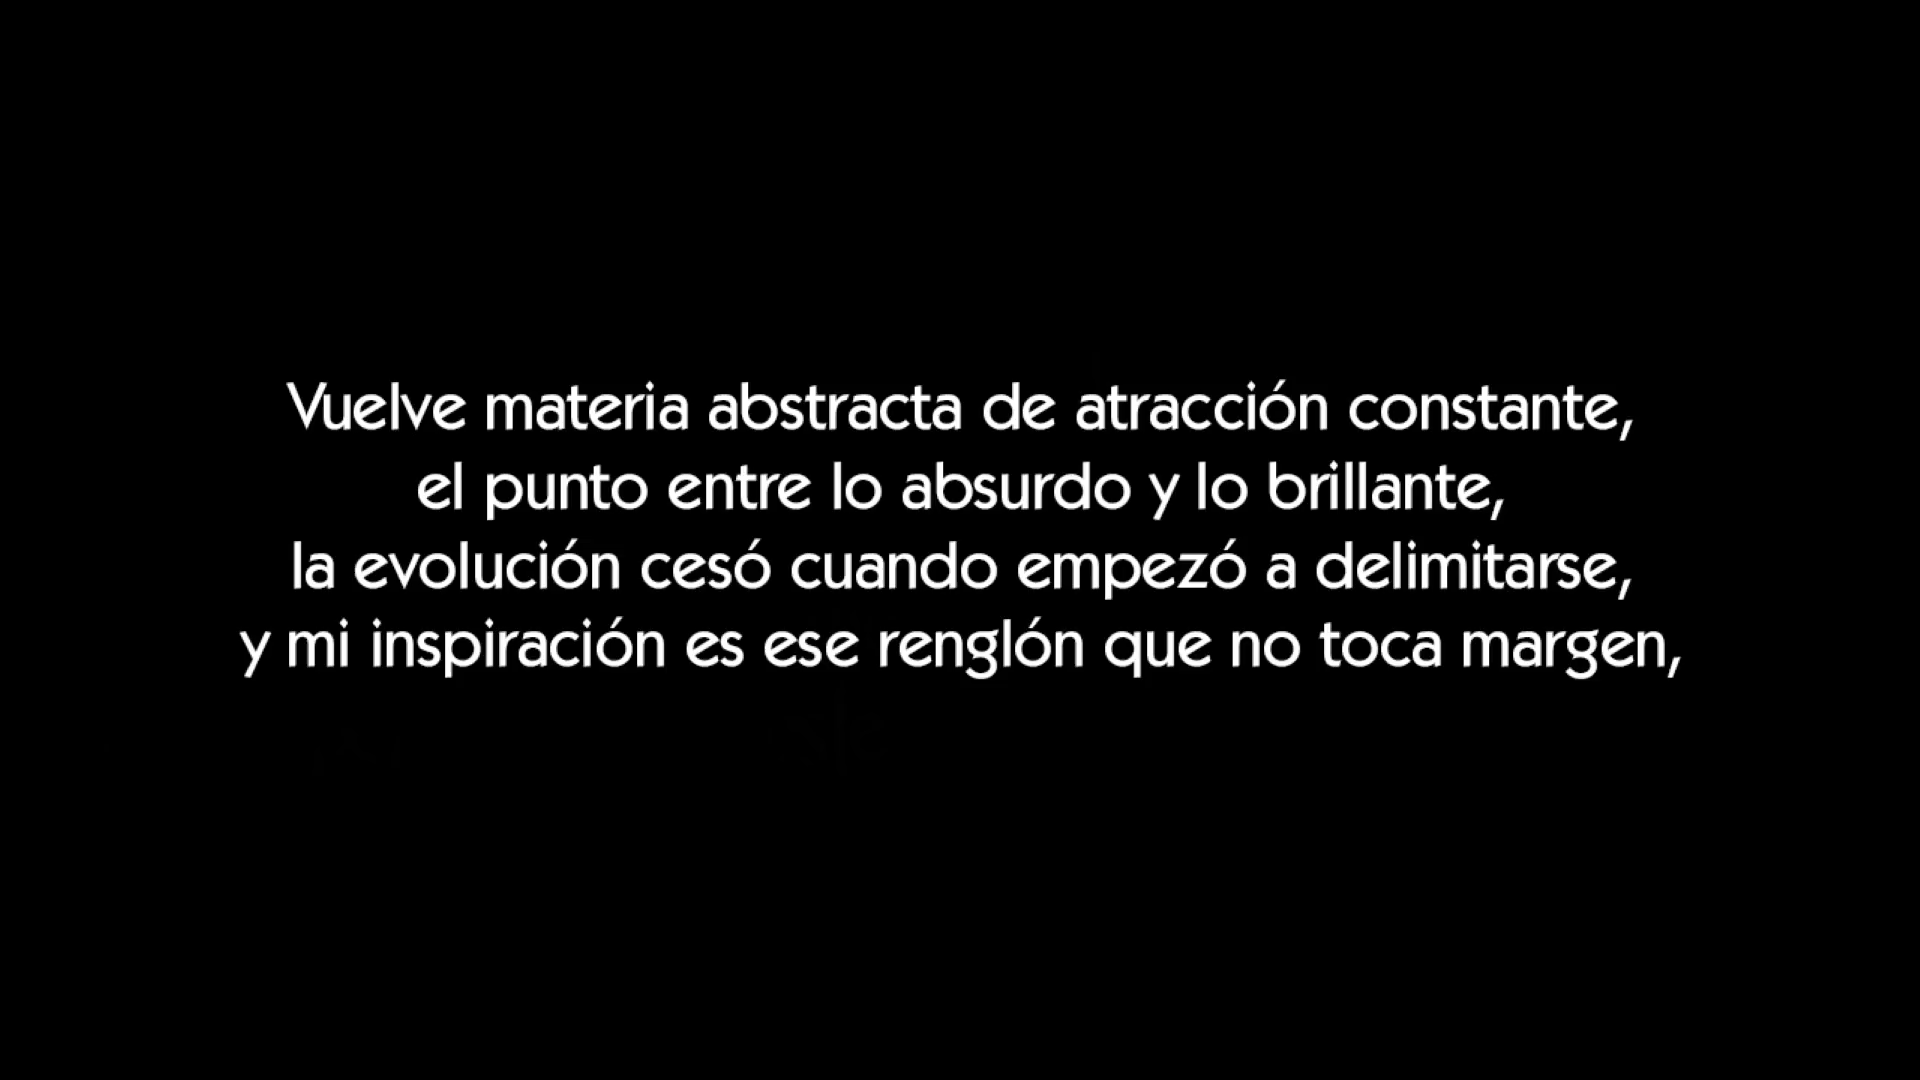 Vuelve materia abstracta de atracción constante,
el punto entre lo absurdo y lo brillante,
la evolución cesó cuando empezó a delimitarse,
y mi inspiración es ese renglón que no toca margen,